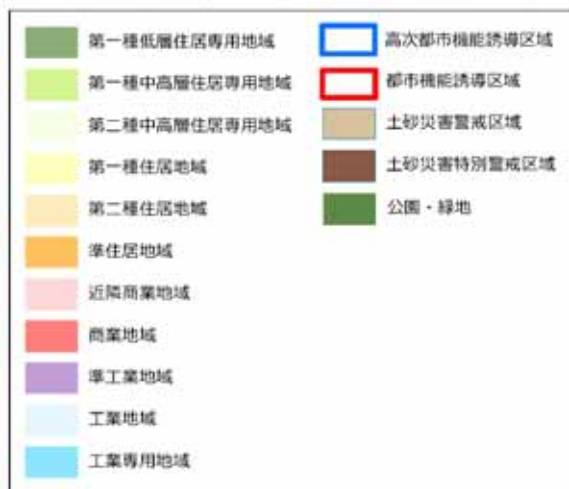 第一種低層住居専用地域
第一種中高層住居専用地域
第二種中高層住居専用地域
第一種住居地域
第二種住居地域
準住居地域
近隣商業地域
商業地域
準工業地域
工業地域
工業専用地域
高次都市機能誘導区域
都市機能誘導区域
土砂災害警戒区域
土砂災害特別警戒区域
公園・緑地